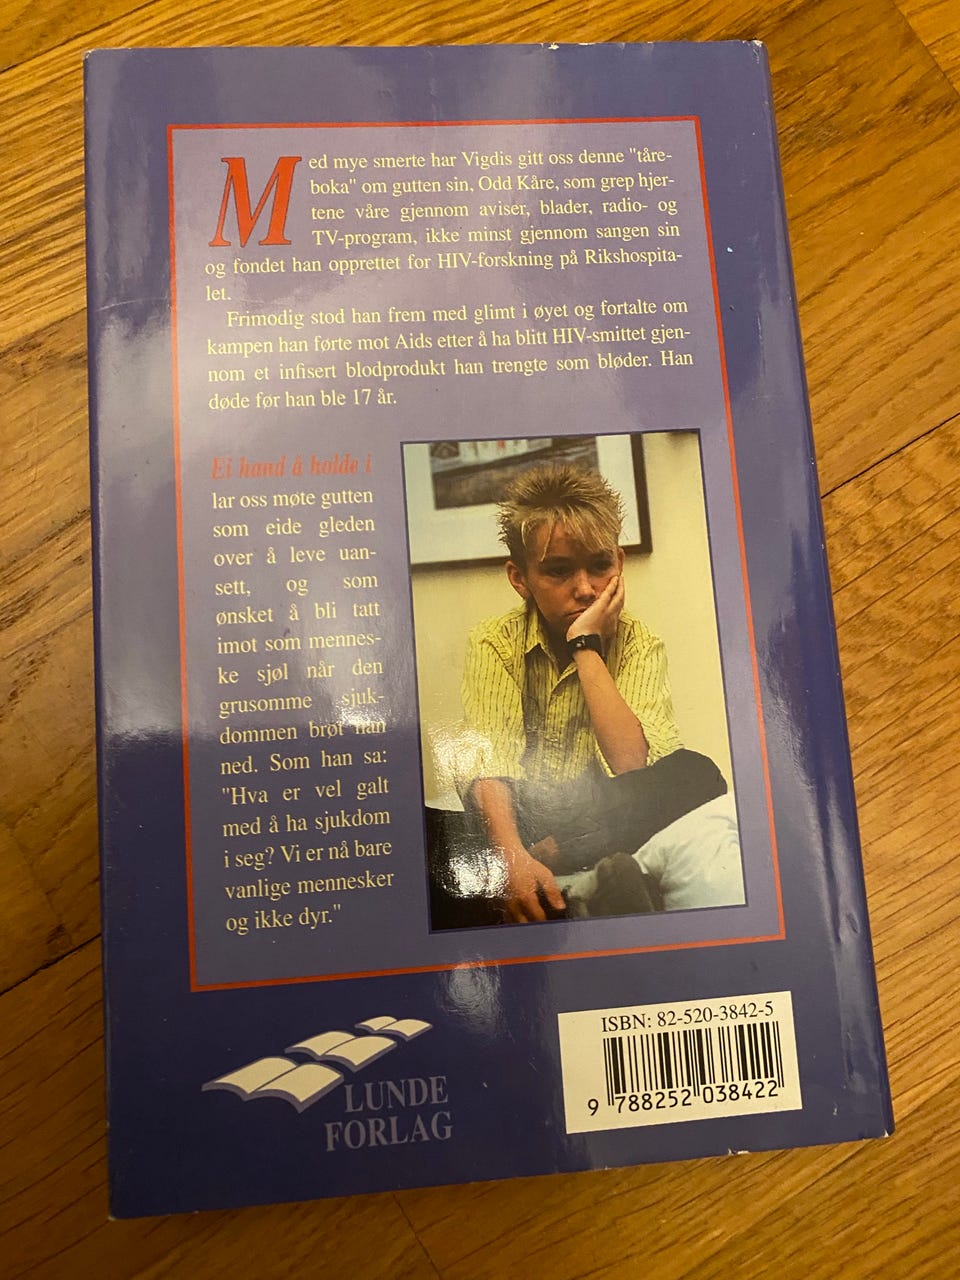 Med mye smerte har Vigdis gitt oss denne "tåre-
boka" om gutten sin, Odd Kåre, som grep hjer-
tene våre gjennom aviser, blader, radio- og
TV-program, ikke minst gjennom sangen sin
og fondet han opprettet for HIV-forskning på Rikshospita-
let.
Frimodig stod han frem med glimt i øyet og fortalte om
kampen han førte mot Aids etter å ha blitt HIV-smittet gjen-
nom et infisert blodprodukt han trengte som bløder. Han
døde før han ble 17 år.
Ei hand å holde i
lar oss møte gutten
som eide gleden
over å leve uan-
sett, og som
ønsket å bli tatt
imot som mennes-
ke sjøl når den
grusomme sjuk-
dommen brøt han
ned. Som han sa:
"Hva er vel galt
med å ha sjukdom
i seg? Vi er nå bare
vanlige mennesker
og ikke dyr."
LUNDE
FORLAG
ISBN: 82-520-3842-5
9 788252 038422